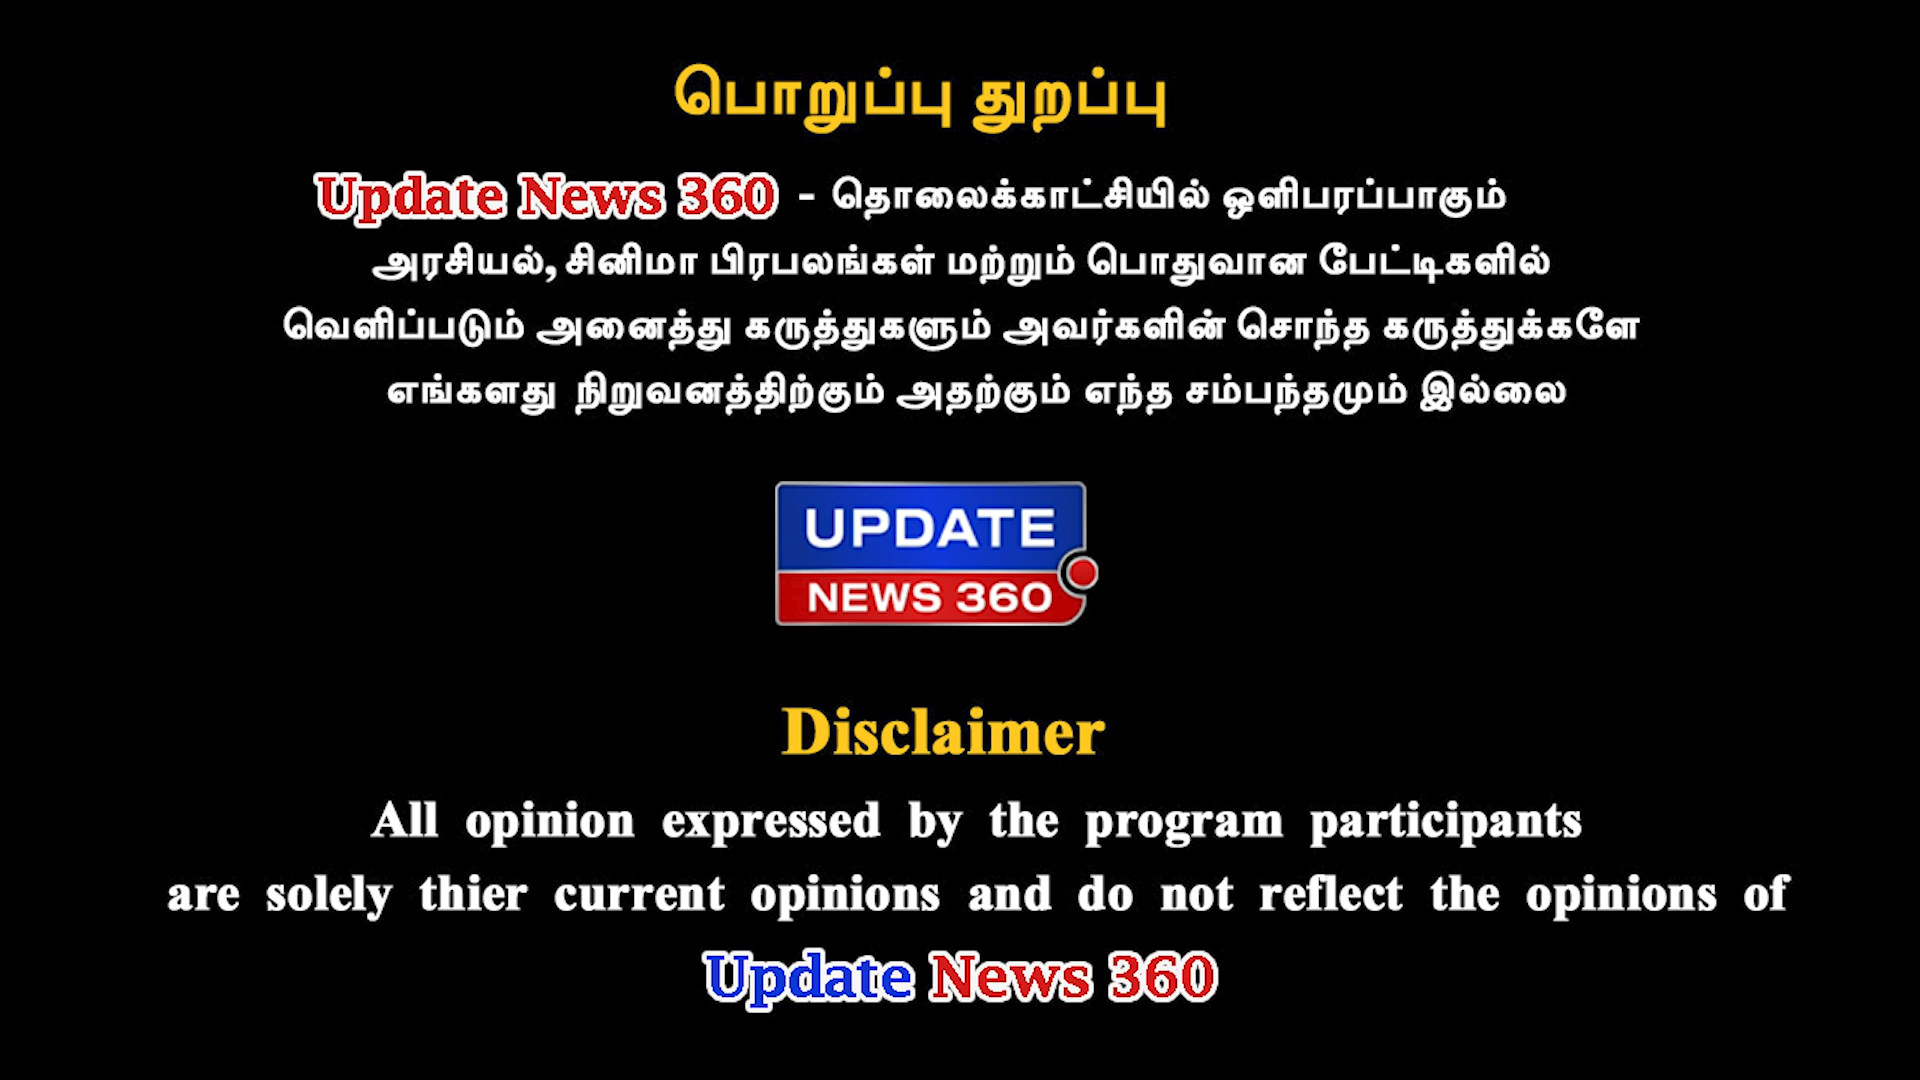 பொறுப்பு துறப்பு
Update News 360 - தொலைக்காட்சியில் ஒளிபரப்பாகும்
அரசியல், சினிமா பிரபலங்கள் மற்றும் பொதுவான பேட்டிகளில்
வெளிப்படும் அனைத்து கருத்துகளும் அவர்களின் சொந்த கருத்துக்களே
எங்களது நிறுவனத்திற்கும் அதற்கும் எந்த சம்பந்தமும் இல்லை
UPDATE
NEWS 360
Disclaimer
All opinion expressed by the program participants
are solely thier current opinions and do not reflect the opinions of
Update News 360